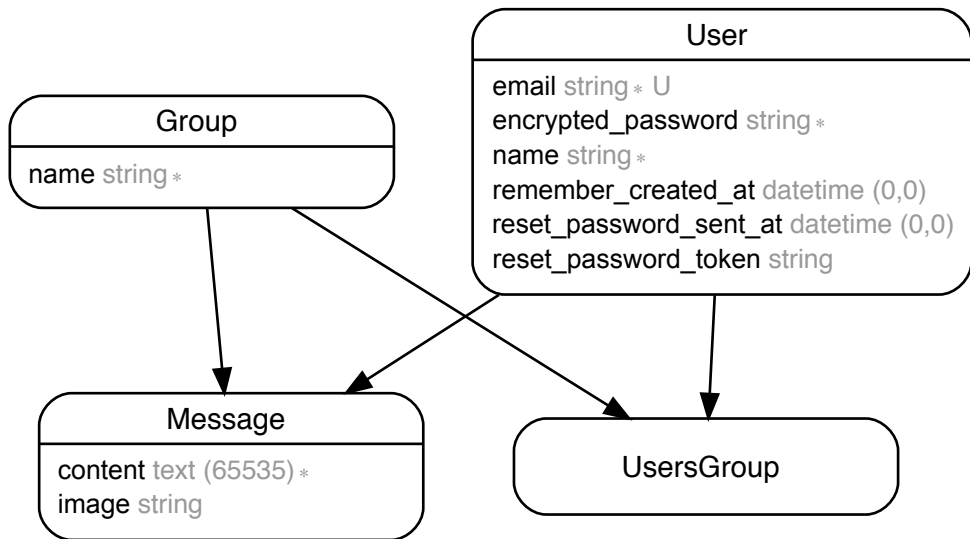 User
email string* U
encrypted_password string*
name string*
remember_created_at datetime (0,0)
reset_password_sent_at datetime (0,0)
reset_password_token string
Group
name string*
Message
content text (65535)*
image string
UsersGroup